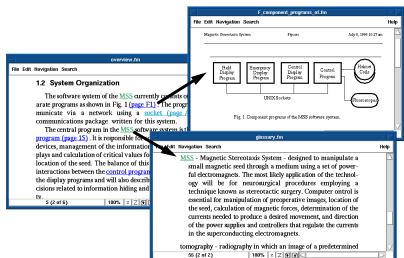 overview.fm
File Edit Navigation Search
1.2 System Organization
The software system of the MSS currently consists o
arate programs as shown in Fig. 1 (page F1). The prog
municate via a network using a socket (page
communications package written for this system.
The central program in the MSS software system is t
program (page 15). It is responsible for
devices, management of the information
plays and calculation of critical values fo
location of the seed. The balance of this
interactions between the control program
the display programs and will also describ
cisions related to information hiding and
5 (2 of 6) 100%
F_component_programs_of.fm
File Edit Navigation Search Help
Magnetic Stereotaxis System Figures July 8, 1996 10:27 am
Field Display Program
Emergency Display Program
Control Display Program
Control Program
Helmet Coils
Fluoroscopes
UNIX Sockets
Fig. 1. Component programs of the MSS software system.
glossary.fm
Edit Navigation Search Help
MSS - Magnetic Stereotaxis System - designed to manipulate a
small magnetic seed through a medium using a set of power-
ful electromagnets. The most likely application of the technol-
ogy will be for neurosurgical procedures employing a
technique known as stereotactic surgery. Computer control is
essential for manipulation of preoperative images, location of
the seed, calculation of magnetic forces, determination of the
currents needed to produce a desired movement, and direction
of the power supplies and controllers that regulate the currents
in the superconducting electromagnets.
tomography - radiography in which an image of a predetermined
55 (2 of 2) 100%